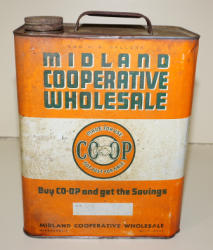 MIDLAND
COOPERATIVE
WHOLESALE
CO-OP
Buy CO-OP and get the Savings
MIDLAND COOPERATIVE WHOLESALE